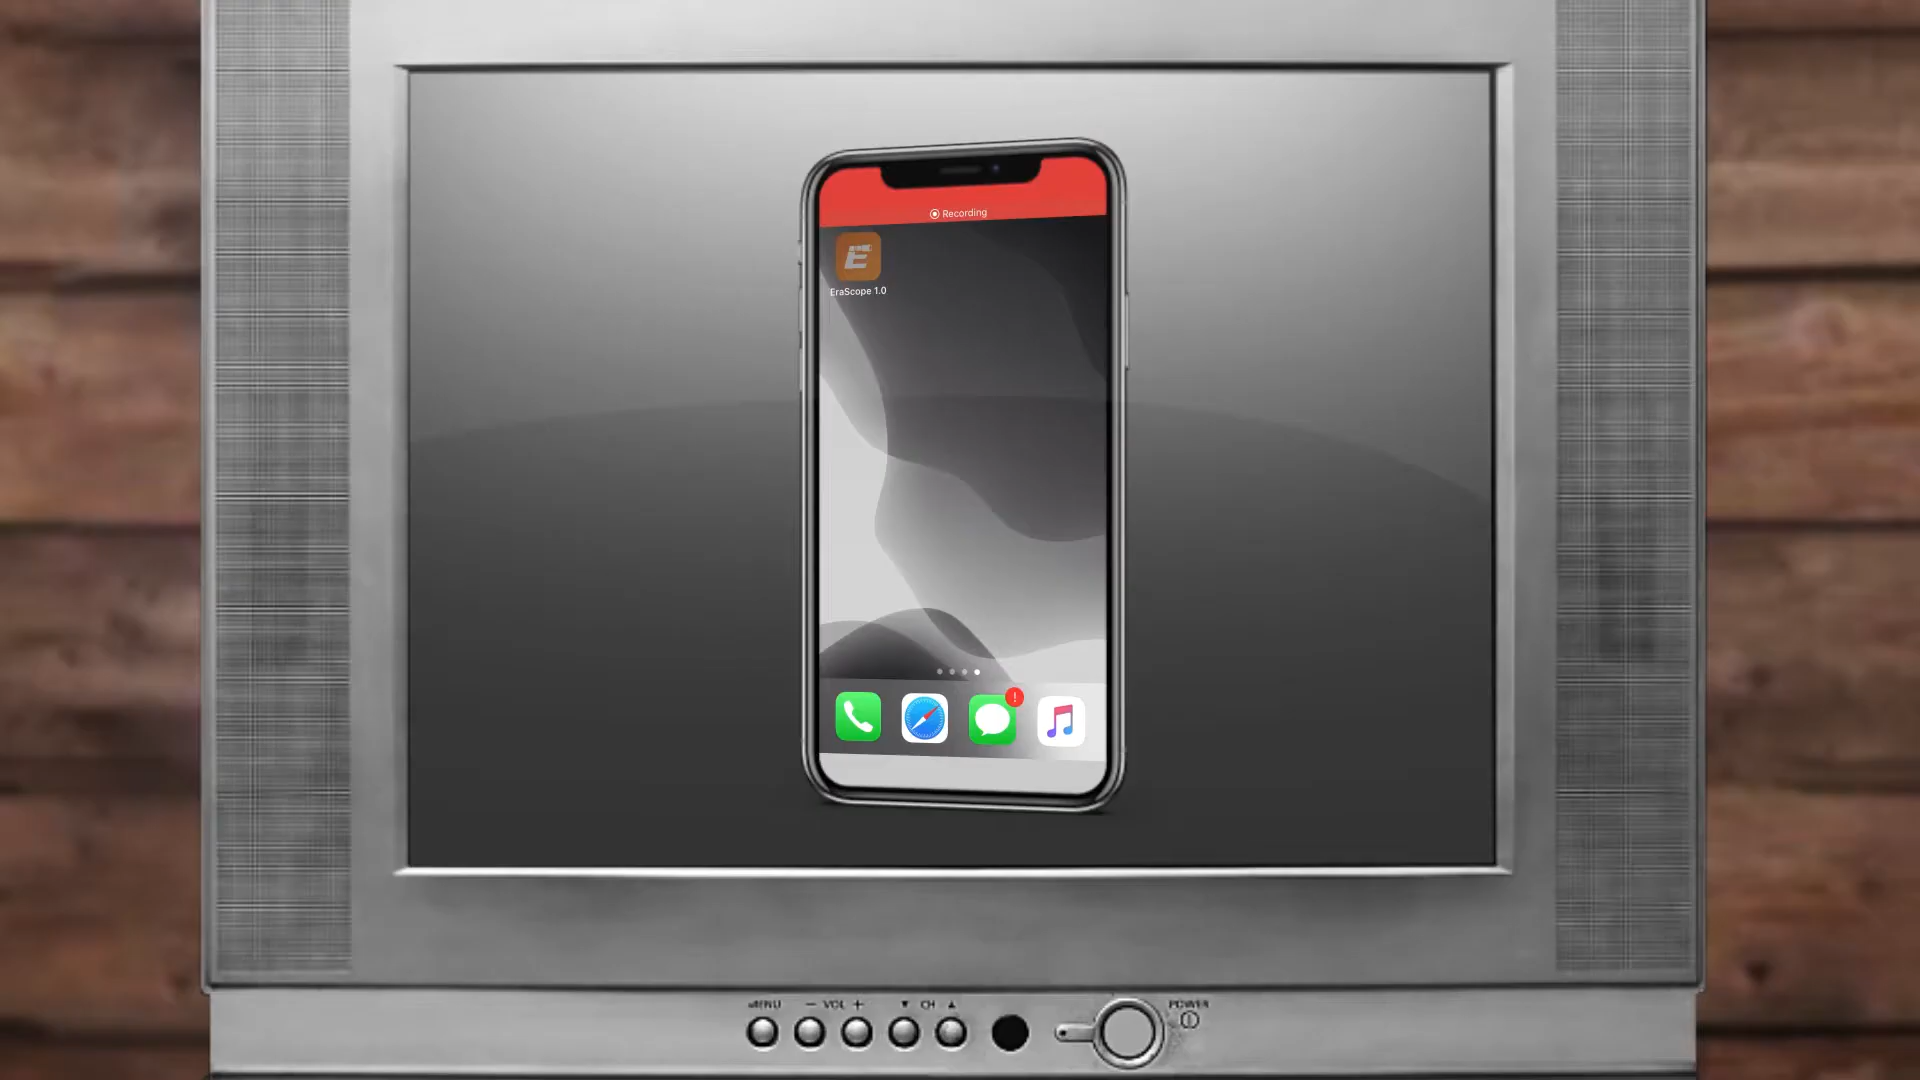 Recording
E
EraScope 1.0
!
MENU − VOL + ▼ CH ▲ POWER